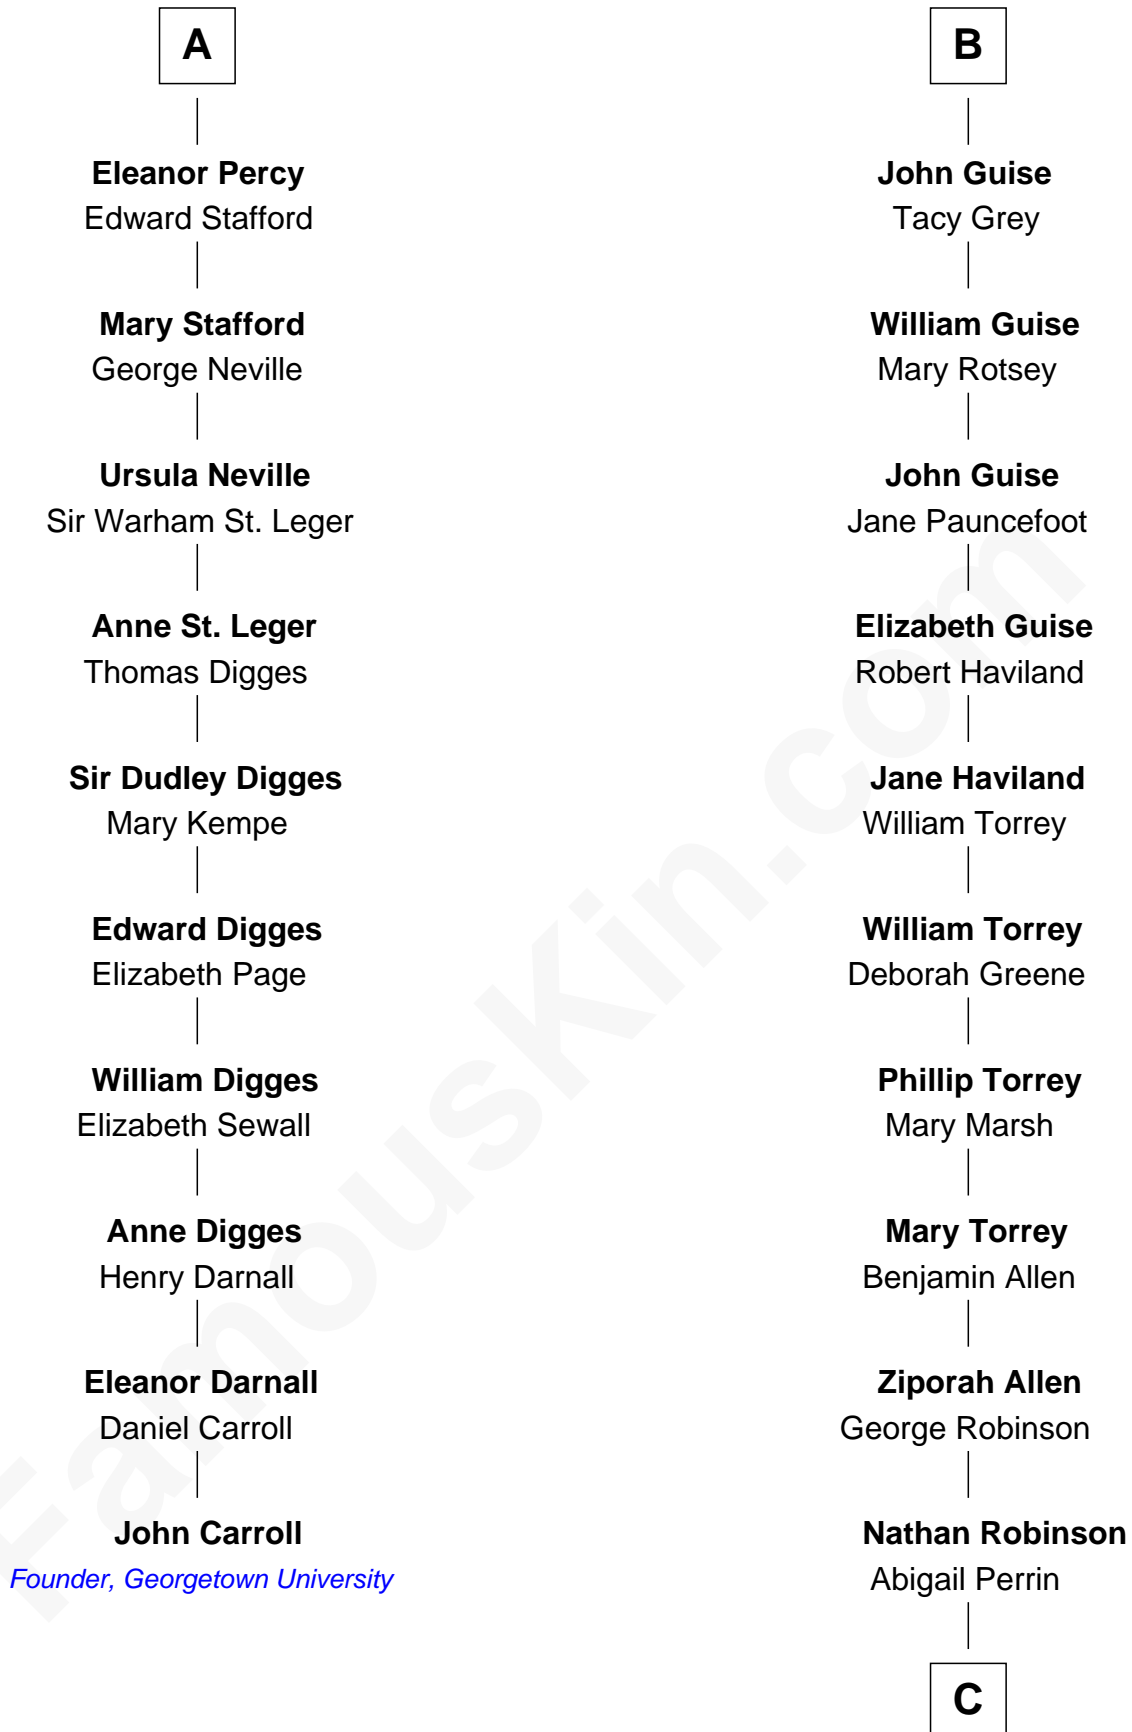 A
Eleanor Percy
Edward Stafford
Mary Stafford
George Neville
Ursula Neville
Sir Warham St. Leger
Anne St. Leger
Thomas Digges
Sir Dudley Digges
Mary Kempe
Edward Digges
Elizabeth Page
William Digges
Elizabeth Sewall
Anne Digges
Henry Darnall
Eleanor Darnall
Daniel Carroll
John Carroll
Founder, Georgetown University
B
John Guise
Tacy Grey
William Guise
Mary Rotsey
John Guise
Jane Pauncefoot
Elizabeth Guise
Robert Haviland
Jane Haviland
William Torrey
William Torrey
Deborah Greene
Phillip Torrey
Mary Marsh
Mary Torrey
Benjamin Allen
Ziporah Allen
George Robinson
Nathan Robinson
Abigail Perrin
C
FamousKin.com